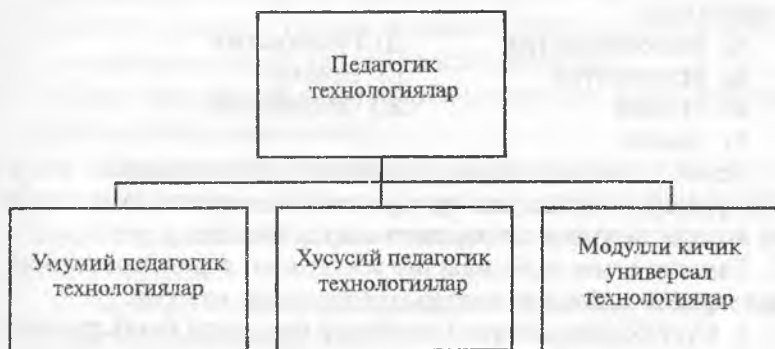 Педагогик
технологиялар
Умумий педагогик
технологиялар
Хусусий педагогик
технологиялар
Модулли кичик
универсал
технологиялар